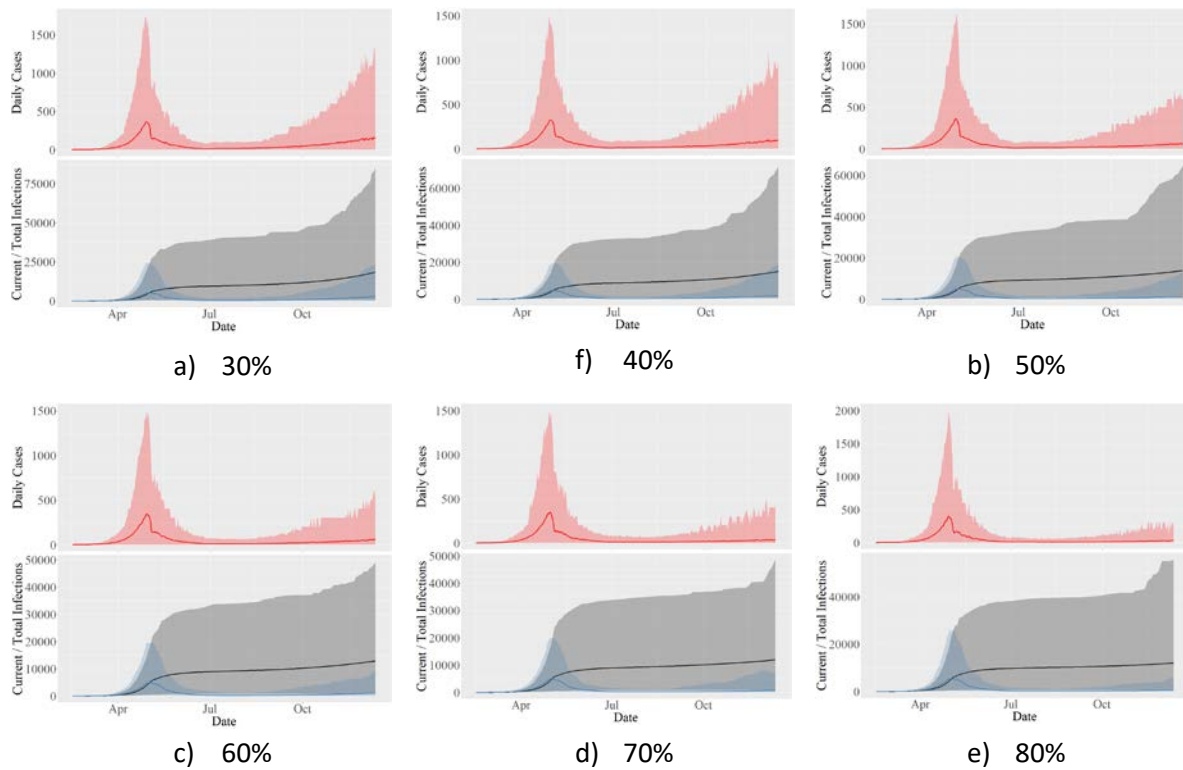 Daily Cases
1500
1000
500
0
Current / Total Infections
75000
50000
25000
0
Apr
Jul
Oct
Date
a) 30%
Daily Cases
1500
1000
500
0
Current / Total Infections
60000
40000
20000
0
Apr
Jul
Oct
Date
f) 40%
Daily Cases
1500
1000
500
0
Current / Total Infections
60000
40000
20000
0
Apr
Jul
Oct
Date
b) 50%
Daily Cases
1500
1000
500
0
Current / Total Infections
50000
40000
30000
20000
10000
0
Apr
Jul
Oct
Date
c) 60%
Daily Cases
1500
1000
500
0
Current / Total Infections
50000
40000
30000
20000
10000
0
Apr
Jul
Oct
Date
d) 70%
Daily Cases
2000
1500
1000
500
0
Current / Total Infections
40000
20000
0
Apr
Jul
Oct
Date
e) 80%